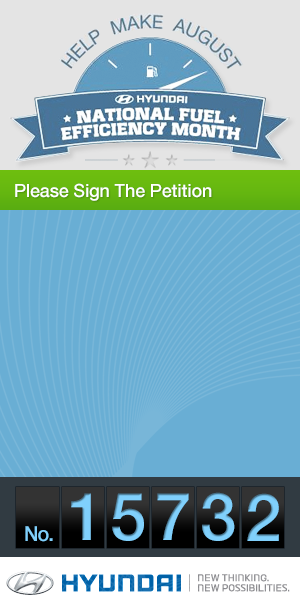 HELP MAKE AUGUST
HYUNDAI
NATIONAL FUEL
EFFICIENCY MONTH
Please Sign The Petition
No. 15732
HYUNDAI
NEW THINKING.
NEW POSSIBILITIES.